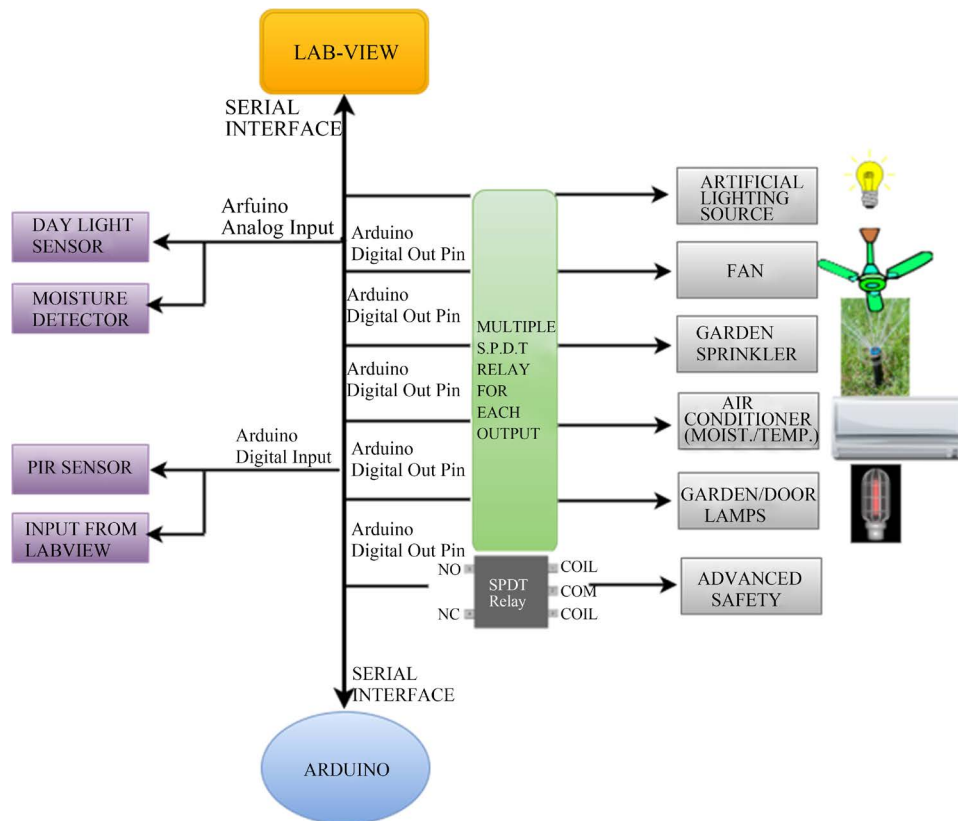 LAB-VIEW
SERIAL
INTERFACE
Arfuino
Analog Input
DAY LIGHT
SENSOR
MOISTURE
DETECTOR
Arduino
Digital Out Pin
Arduino
Digital Out Pin
Arduino
Digital Out Pin
Arduino
Digital Input
Arduino
Digital Out Pin
Arduino
Digital Out Pin
PIR SENSOR
INPUT FROM
LABVIEW
MULTIPLE
S.P.D.T
RELAY
FOR
EACH
OUTPUT
ARTIFICIAL
LIGHTING
SOURCE
FAN
GARDEN
SPRINKLER
AIR
CONDITIONER
(MOIST./TEMP.)
GARDEN/DOOR
LAMPS
NO
NC
SPDT
Relay
COIL
COM
COIL
ADVANCED
SAFETY
SERIAL
INTERFACE
ARDUINO